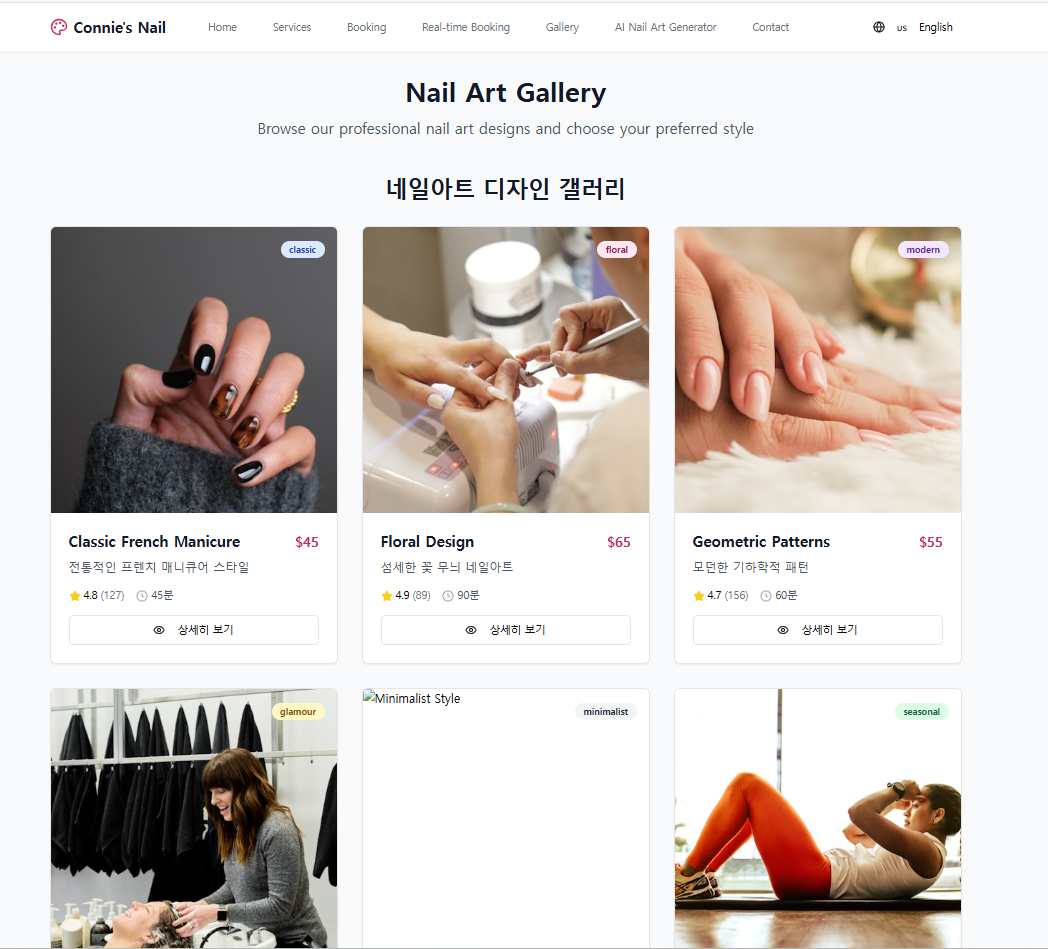 Connie's Nail
Home Services Booking Real-time Booking Gallery AI Nail Art Generator Contact
us English
Nail Art Gallery
Browse our professional nail art designs and choose your preferred style
네일아트 디자인 갤러리
classic
floral
modern
Classic French Manicure $45
전통적인 프렌치 매니큐어 스타일
4.8 (127) 45분
상세히 보기
Floral Design $65
섬세한 꽃 무늬 네일아트
4.9 (89) 90분
상세히 보기
Geometric Patterns $55
모던한 기하학적 패턴
4.7 (156) 60분
상세히 보기
glamour
Minimalist Style
minimalist
seasonal